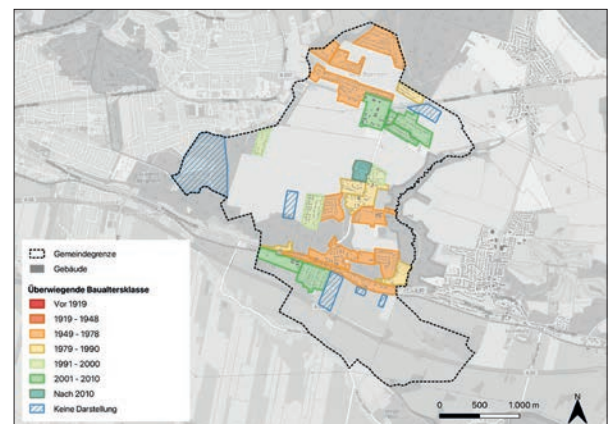 Gemeindegrenze
Gebäude
Überwiegende Baualtersklasse
Vor 1919
1919 - 1948
1949 - 1978
1979 - 1990
1991 - 2000
2001 - 2010
Nach 2010
Keine Darstellung
N
0 500 1.000 m